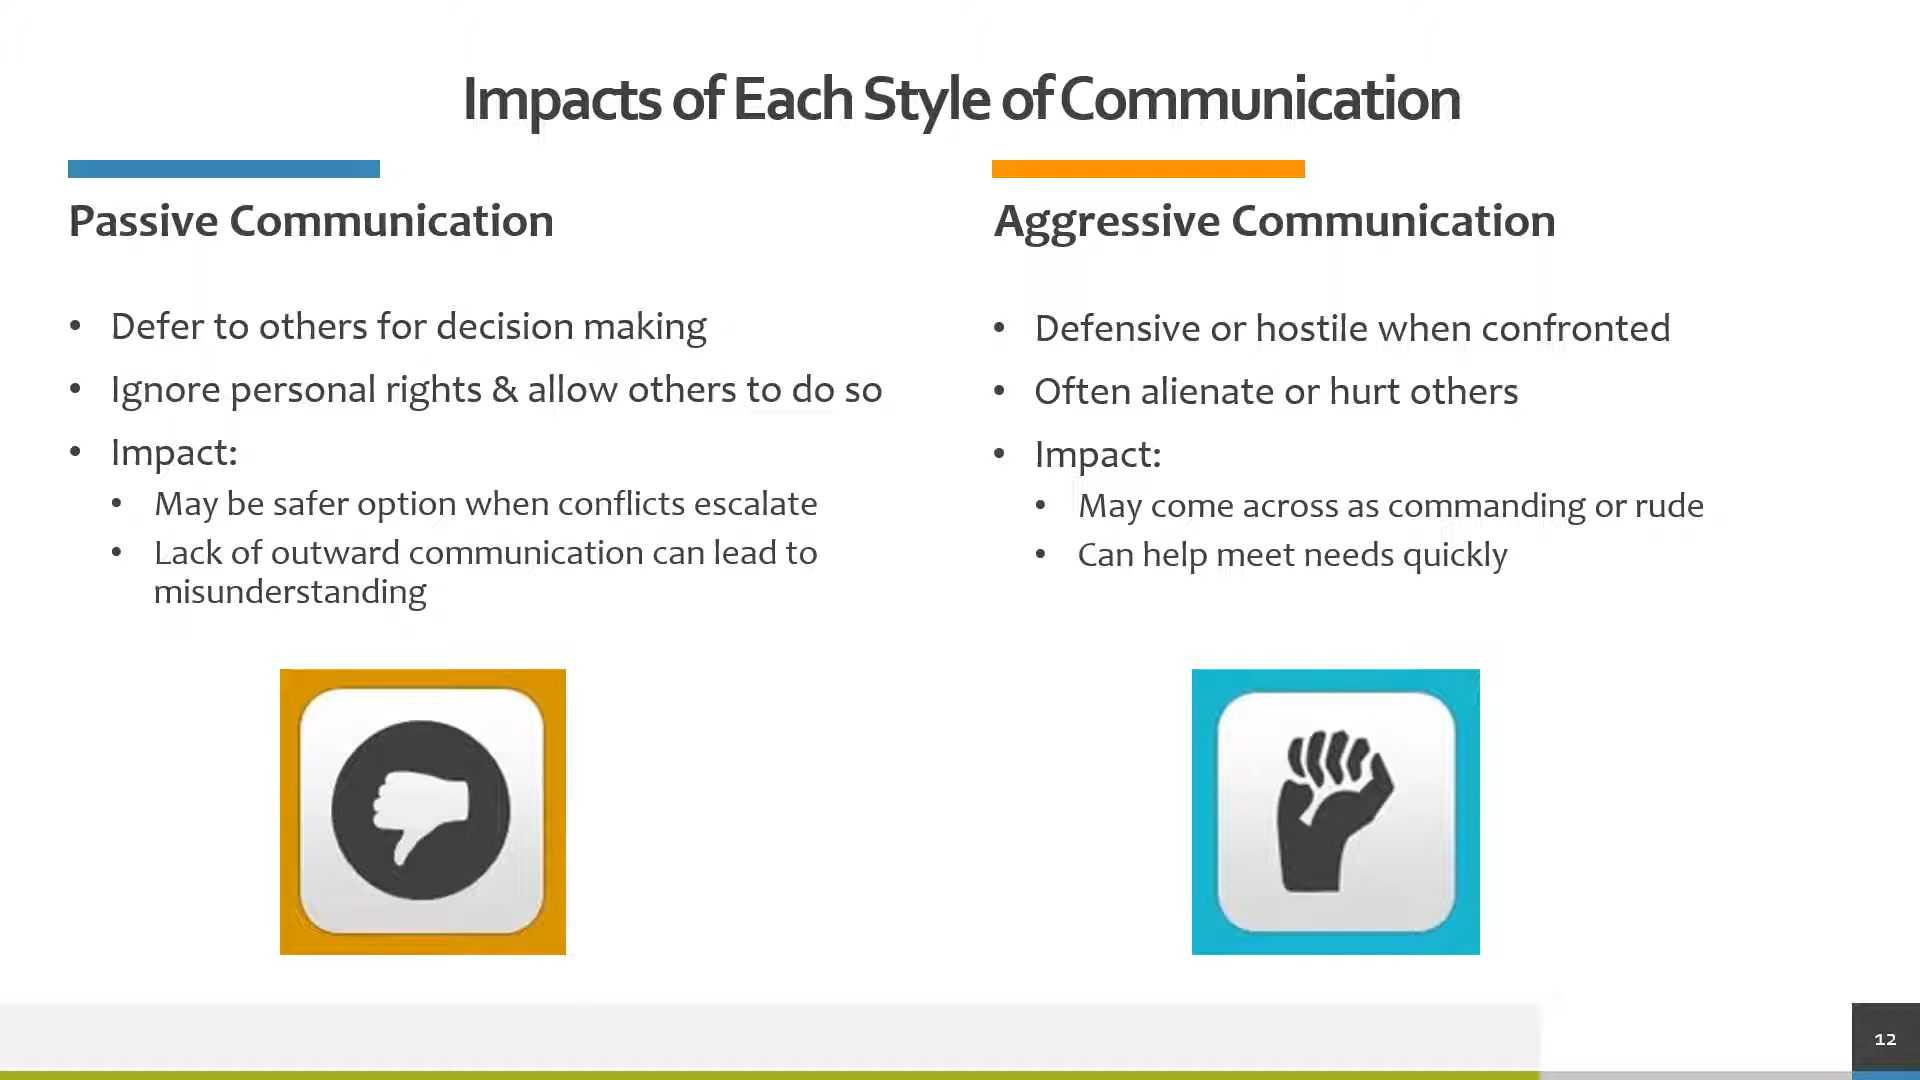 Impacts of Each Style of Communication
Passive Communication
• Defer to others for decision making
• Ignore personal rights & allow others to do so
• Impact:
• May be safer option when conflicts escalate
• Lack of outward communication can lead to
misunderstanding
Aggressive Communication
• Defensive or hostile when confronted
• Often alienate or hurt others
• Impact:
• May come across as commanding or rude
• Can help meet needs quickly
12